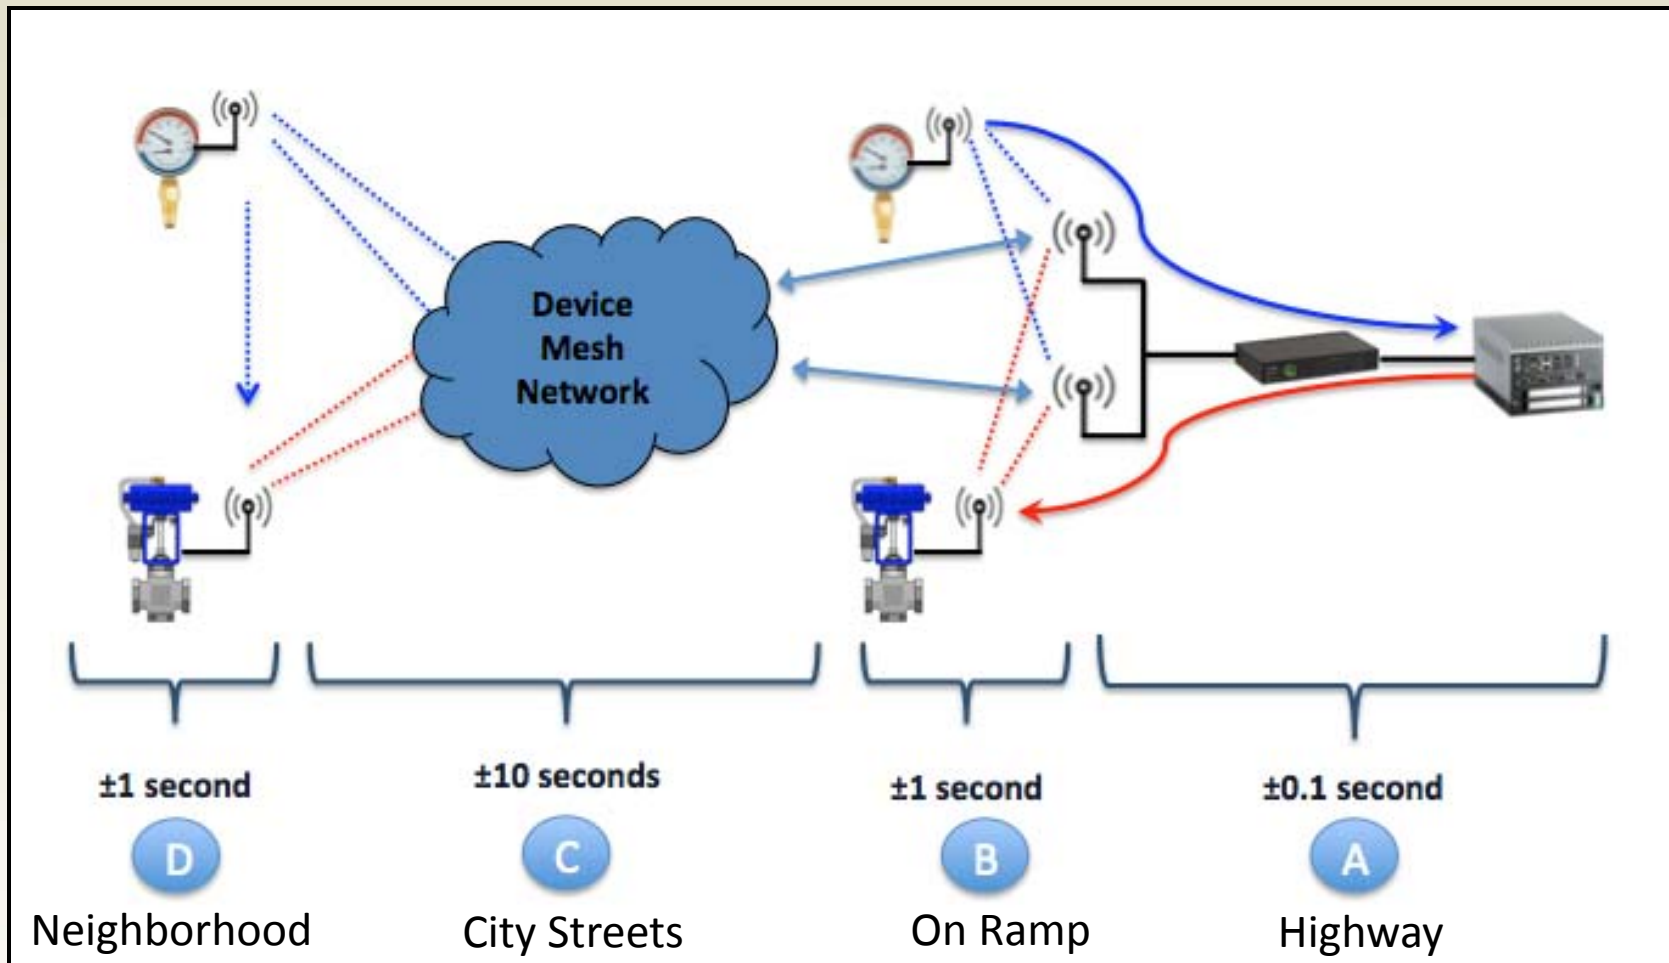 Device
Mesh
Network
±1 second
±10 seconds
±1 second
±0.1 second
D
C
B
A
Neighborhood
City Streets
On Ramp
Highway